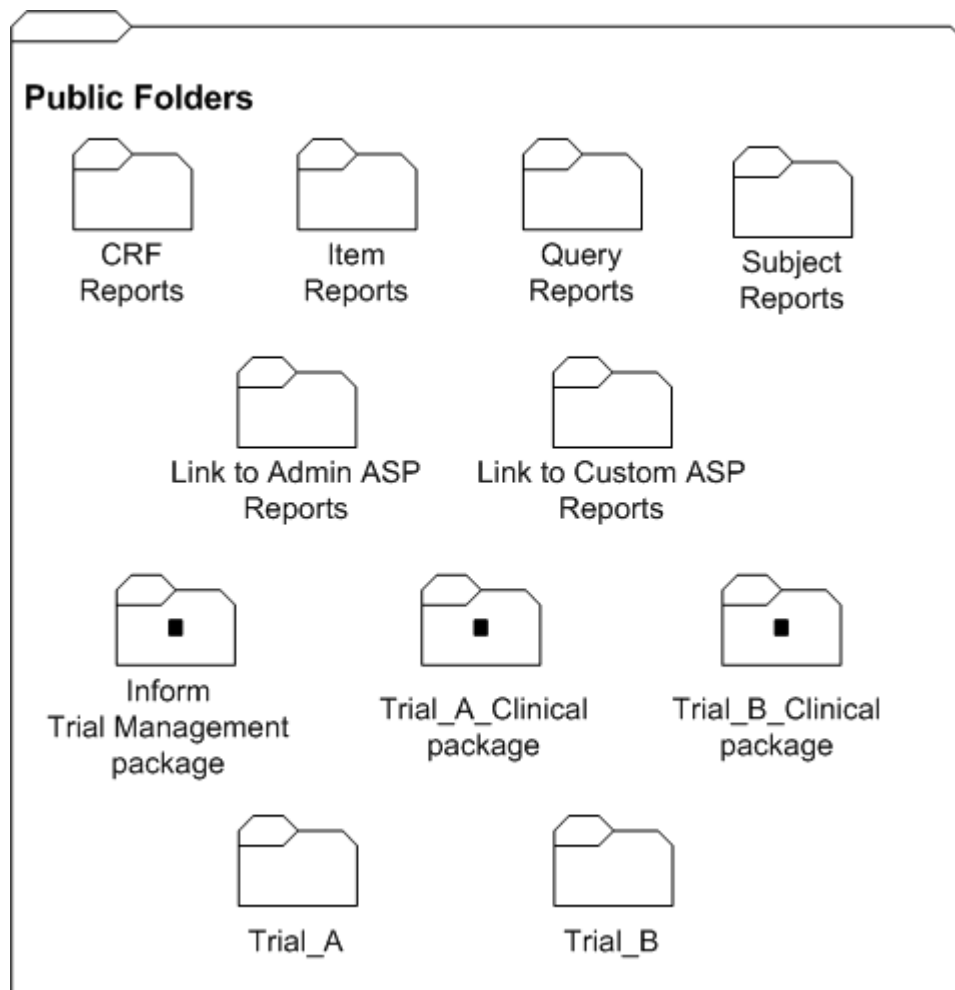 Public Folders
CRF
Reports
Item
Reports
Query
Reports
Subject
Reports
Link to Admin ASP
Reports
Link to Custom ASP
Reports
Inform
Trial Management
package
Trial_A_Clinical
package
Trial_B_Clinical
package
Trial_A
Trial_B